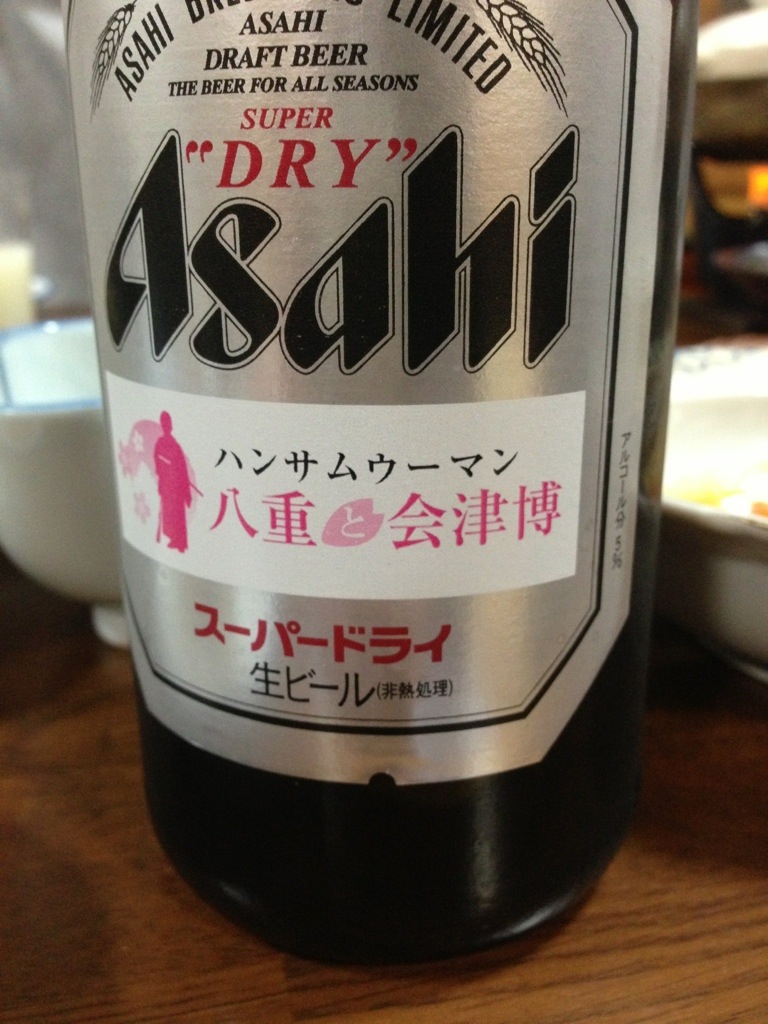 ASAHI BREWERIES LIMITED
ASAHI
DRAFT BEER
THE BEER FOR ALL SEASONS
SUPER
"DRY"
Asahi
ハンサムウーマン
八重と会津博
スーパードライ
生ビール(非熱処理)
アルコール分 5%